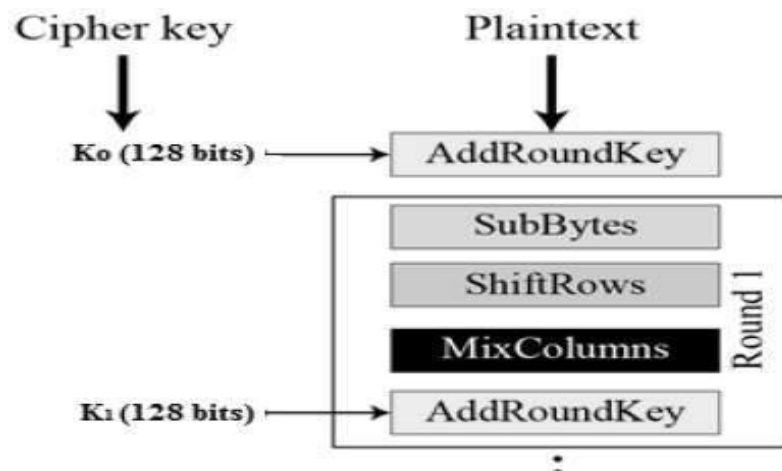 Cipher key Plaintext
K₀ (128 bits) AddRoundKey
SubBytes
ShiftRows
Round 1
MixColumns
K₁ (128 bits) AddRoundKey